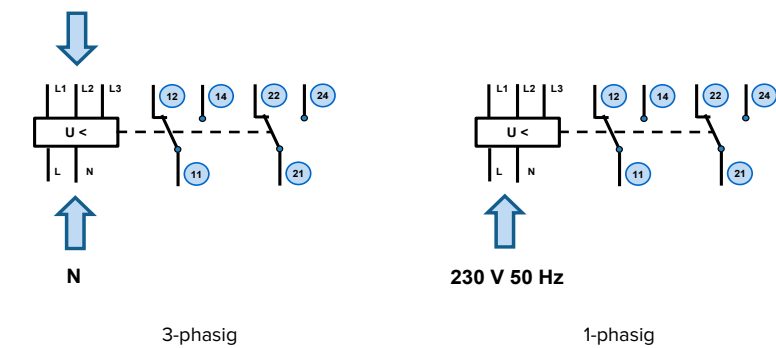 L1 L2 L3 12 14 22 24 L1 L2 L3 12 14 22 24
U < U <
L N 11 21 L N 11 21
N 230 V 50 Hz
3-phasig 1-phasig